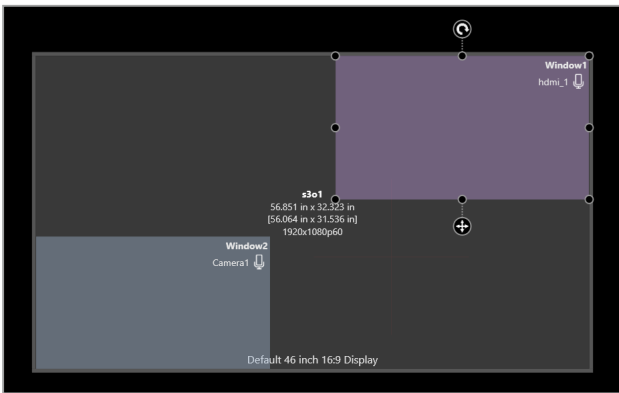 Window1
hdmi_1
s3o1
56.851 in x 32.323 in
[56.064 in x 31.536 in]
1920x1080p60
Window2
Camera1
Default 46 inch 16:9 Display